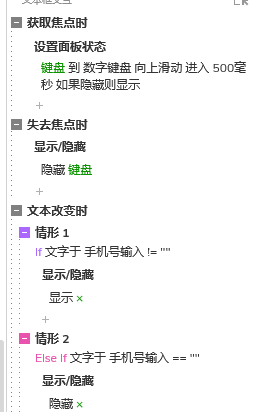 文本框交互
获取焦点时
设置面板状态
键盘 到 数字键盘 向上滑动 进入 500毫
秒 如果隐藏则显示
+
失去焦点时
显示/隐藏
隐藏 键盘
+
文本改变时
情形 1
If 文字于 手机号输入 != ""
显示/隐藏
显示 ×
+
情形 2
Else If 文字于 手机号输入 == ""
显示/隐藏
隐藏 ×